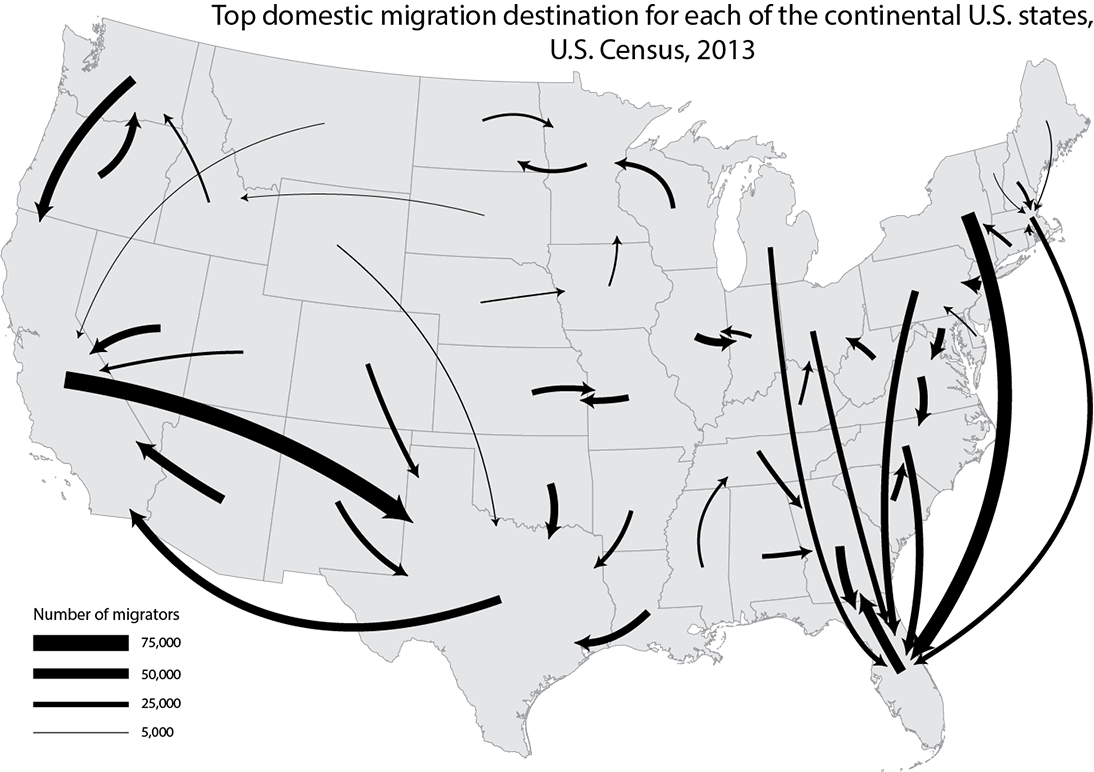 Top domestic migration destination for each of the continental U.S. states,
U.S. Census, 2013
Number of migrators
75,000
50,000
25,000
5,000